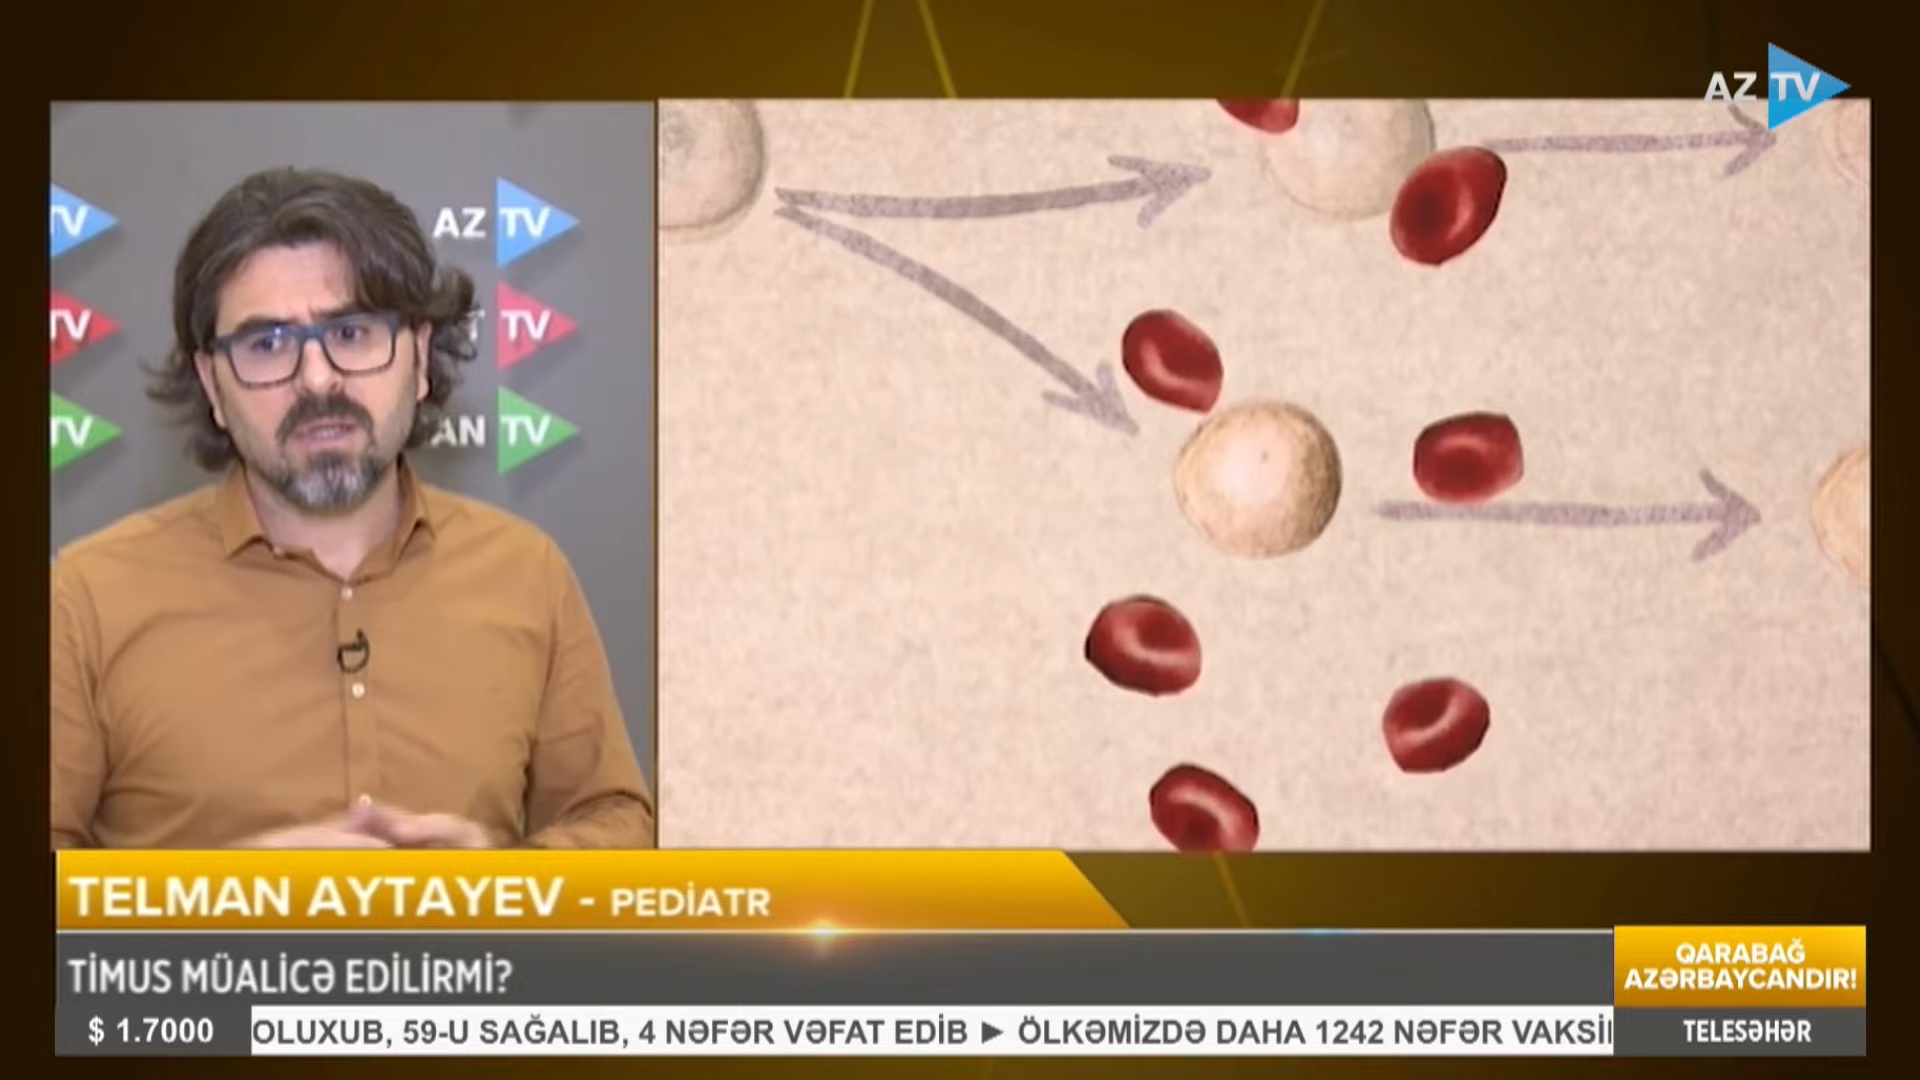 AZ TV
TV
AZ TV
TV
TV
TV
AN TV
TELMAN AYTAYEV - PEDİATR
TİMUS MÜALİCƏ EDİLİRMİ?
QARABAĞ
AZƏRBAYCANDIR!
$ 1.7000
OLUXUB, 59-U SAĞALIB, 4 NƏFƏR VƏFAT EDİB ► ÖLKƏMİZDƏ DAHA 1242 NƏFƏR
TELESƏHƏR